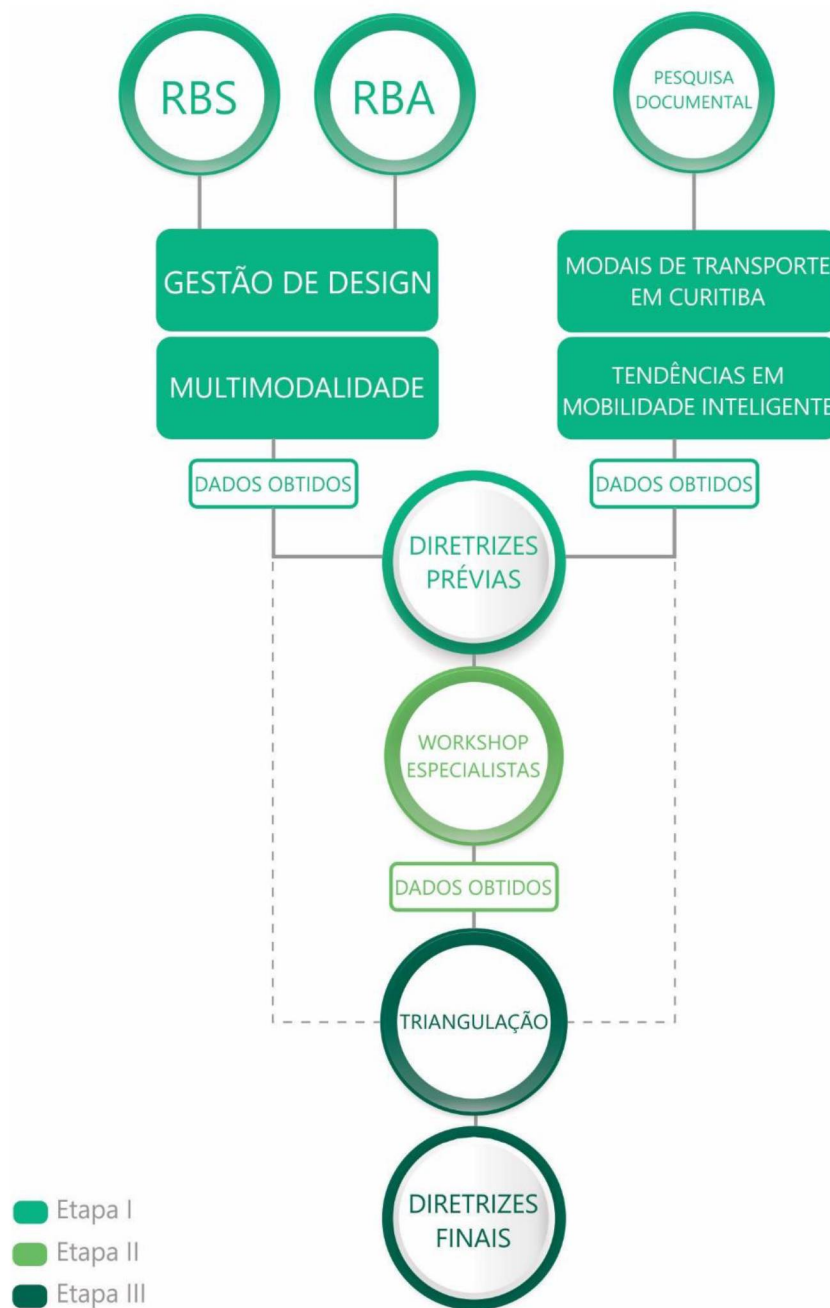 RBS
RBA
PESQUISA
DOCUMENTAL
GESTÃO DE DESIGN
MULTIMODALIDADE
MODAIS DE TRANSPORTE
EM CURITIBA
TENDÊNCIAS EM
MOBILIDADE INTELIGENTE
DADOS OBTIDOS
DADOS OBTIDOS
DIRETRIZES
PRÉVIAS
WORKSHOP
ESPECIALISTAS
DADOS OBTIDOS
TRIANGULAÇÃO
DIRETRIZES
FINAIS
Etapa I
Etapa II
Etapa III